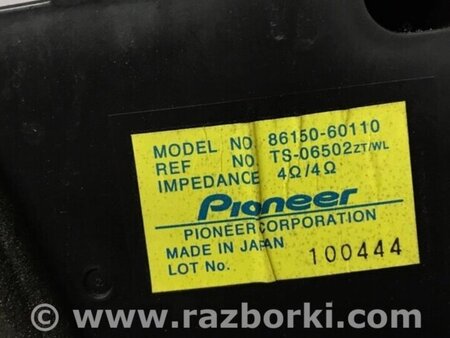 MODEL NO. 86150-60110
REF NO. TS-06502ZT/WL
IMPEDANCE 4Ω/4Ω
Pioneer
PIONEER CORPORATION
MADE IN JAPAN
LOT No. 100444
© www.razborki.com